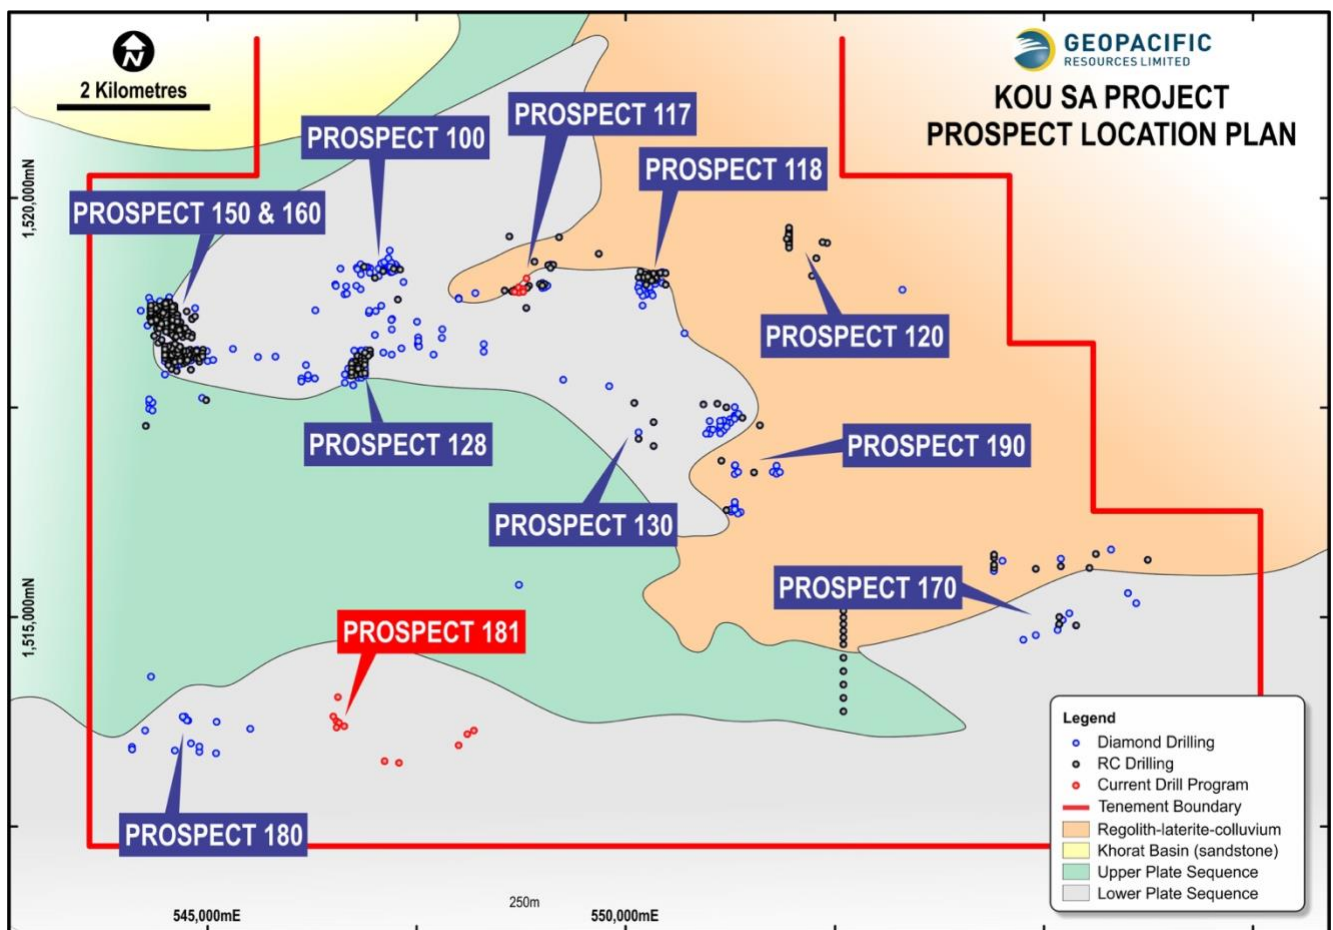 GEOPACIFIC
RESOURCES LIMITED
KOU SA PROJECT
PROSPECT LOCATION PLAN
N
2 Kilometres
PROSPECT 117
PROSPECT 100
PROSPECT 118
1,520,000mN
PROSPECT 150 & 160
PROSPECT 120
PROSPECT 128
PROSPECT 190
PROSPECT 130
PROSPECT 170
1,515,000mN
PROSPECT 181
PROSPECT 180
Legend
Diamond Drilling
RC Drilling
Current Drill Program
Tenement Boundary
Regolith-laterite-colluvium
Khorat Basin (sandstone)
Upper Plate Sequence
Lower Plate Sequence
250m
545,000mE
550,000mE